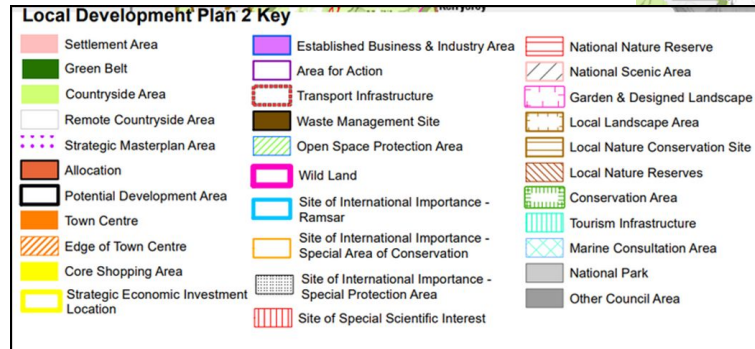 Local Development Plan 2 Key
Settlement Area
Green Belt
Countryside Area
Remote Countryside Area
Strategic Masterplan Area
Allocation
Potential Development Area
Town Centre
Edge of Town Centre
Core Shopping Area
Strategic Economic Investment
Location
Established Business & Industry Area
Area for Action
Transport Infrastructure
Waste Management Site
Open Space Protection Area
Wild Land
Site of International Importance -
Ramsar
Site of International Importance -
Special Area of Conservation
Site of International Importance -
Special Protection Area
Site of Special Scientific Interest
National Nature Reserve
National Scenic Area
Garden & Designed Landscape
Local Landscape Area
Local Nature Conservation Site
Local Nature Reserves
Conservation Area
Tourism Infrastructure
Marine Consultation Area
National Park
Other Council Area